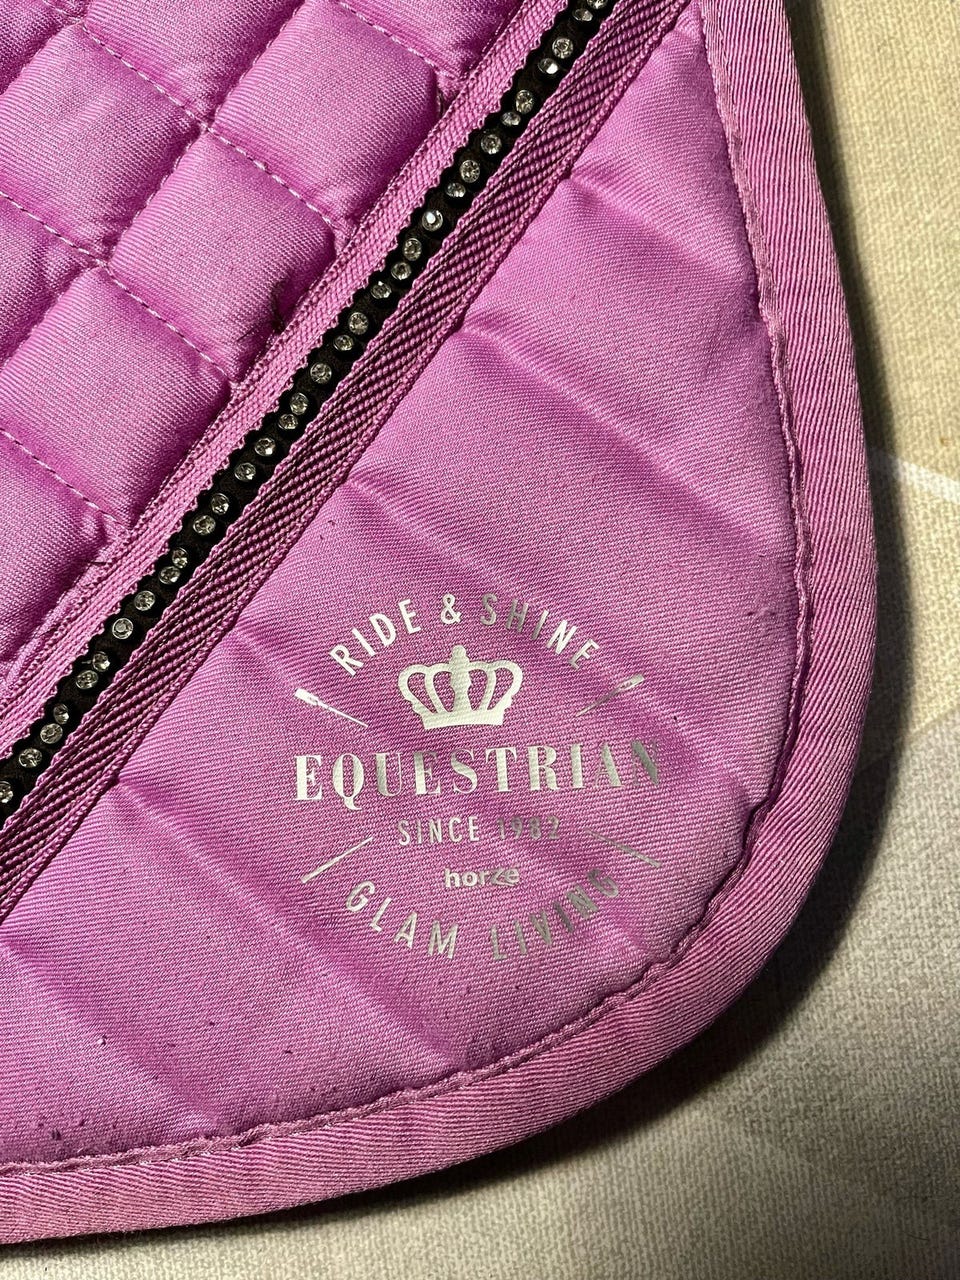 RIDE & SHINE
EQUESTRIAN
SINCE 1982
horze
GLAM LIVING